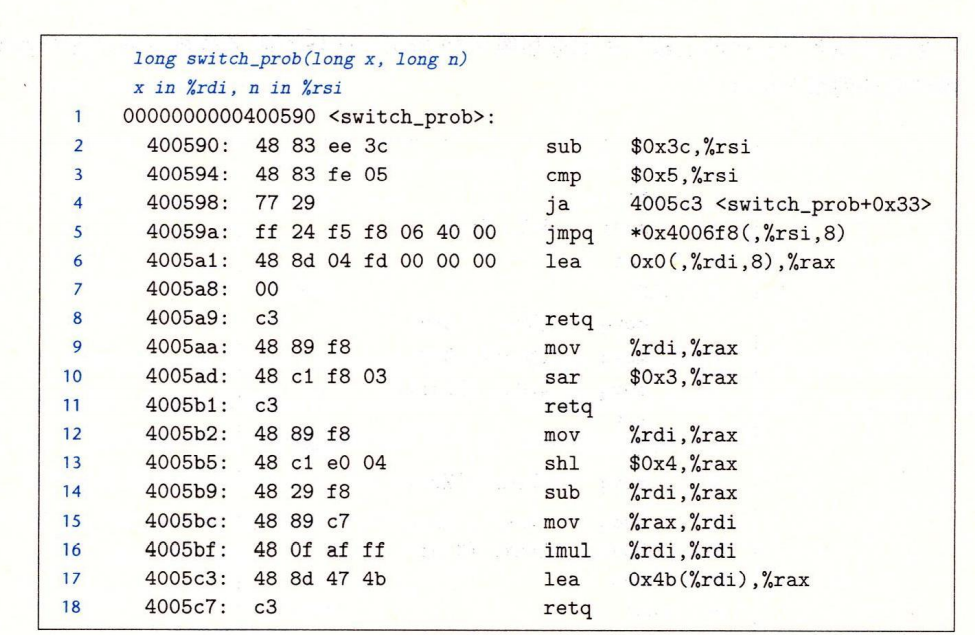 long switch_prob(long x, long n)
x in %rdi, n in %rsi
1 0000000000400590 <switch_prob>:
2 400590: 48 83 ee 3c sub $0x3c,%rsi
3 400594: 48 83 fe 05 cmp $0x5,%rsi
4 400598: 77 29 ja 4005c3 <switch_prob+0x33>
5 40059a: ff 24 f5 f8 06 40 00 jmpq *0x4006f8(,%rsi,8)
6 4005a1: 48 8d 04 fd 00 00 00 lea 0x0(,%rdi,8),%rax
7 4005a8: 00
8 4005a9: c3 retq
9 4005aa: 48 89 f8 mov %rdi,%rax
10 4005ad: 48 c1 f8 03 sar $0x3,%rax
11 4005b1: c3 retq
12 4005b2: 48 89 f8 mov %rdi,%rax
13 4005b5: 48 c1 e0 04 shl $0x4,%rax
14 4005b9: 48 29 f8 sub %rdi,%rax
15 4005bc: 48 89 c7 mov %rax,%rdi
16 4005bf: 48 0f af ff imul %rdi,%rdi
17 4005c3: 48 8d 47 4b lea 0x4b(%rdi),%rax
18 4005c7: c3 retq